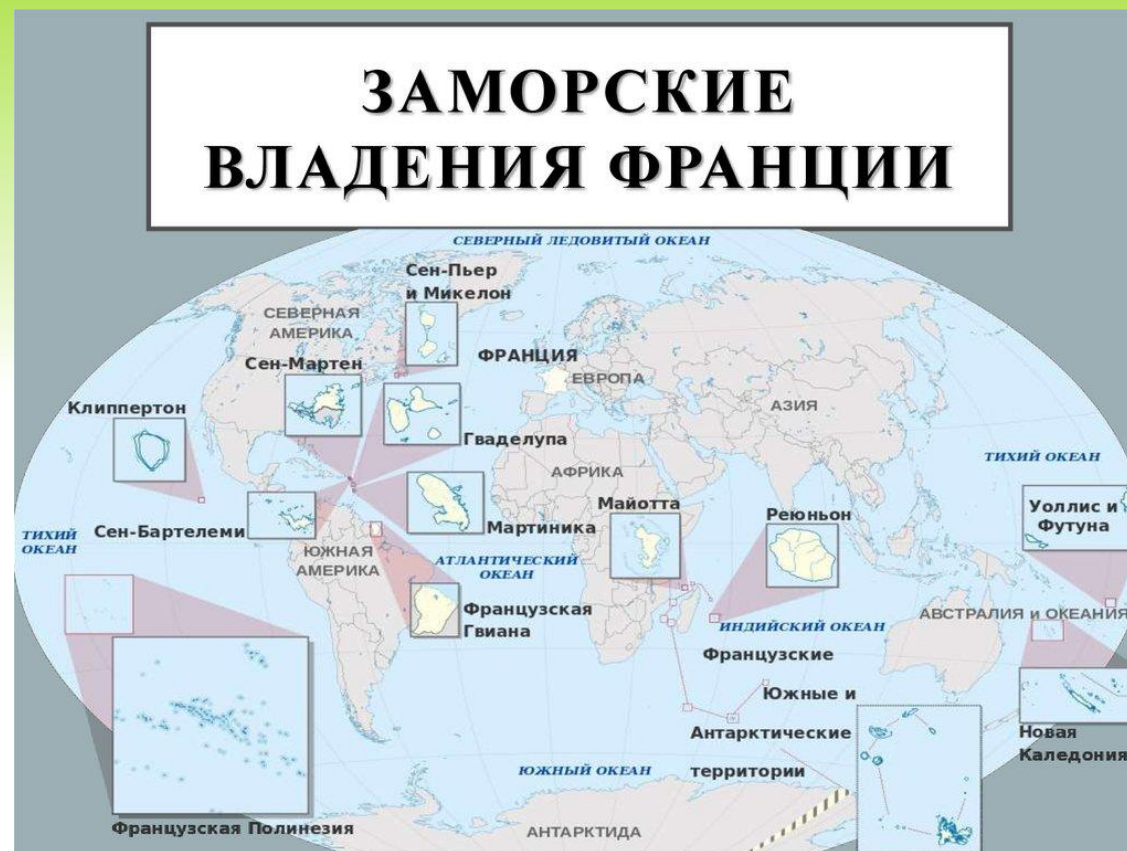 ЗАМОРСКИЕ
ВЛАДЕНИЯ ФРАНЦИИ
СЕВЕРНЫЙ ЛЕДОВИТЫЙ ОКЕАН
Сен-Пьер
и Микелон
СЕВЕРНАЯ
АМЕРИКА
ФРАНЦИЯ
Сен-Мартен
ЕВРОПА
Клиппертон
АЗИЯ
Гваделупа
ТИХИЙ ОКЕАН
АФРИКА
Майотта
Реюньон
Уоллис и
Футуна
Сен-Бартелеми
Мартиника
ТИХИЙ
ОКЕАН
ЮЖНАЯ
АМЕРИКА
АТЛАНТИЧЕСКИЙ
ОКЕАН
Французская
Гвиана
АВСТРАЛИЯ и ОКЕАНИЯ
ИНДИЙСКИЙ ОКЕАН
Французские
Южные и
Антарктические
территории
Новая
Каледония
ЮЖНЫЙ ОКЕАН
Французская Полинезия
АНТАРКТИДА